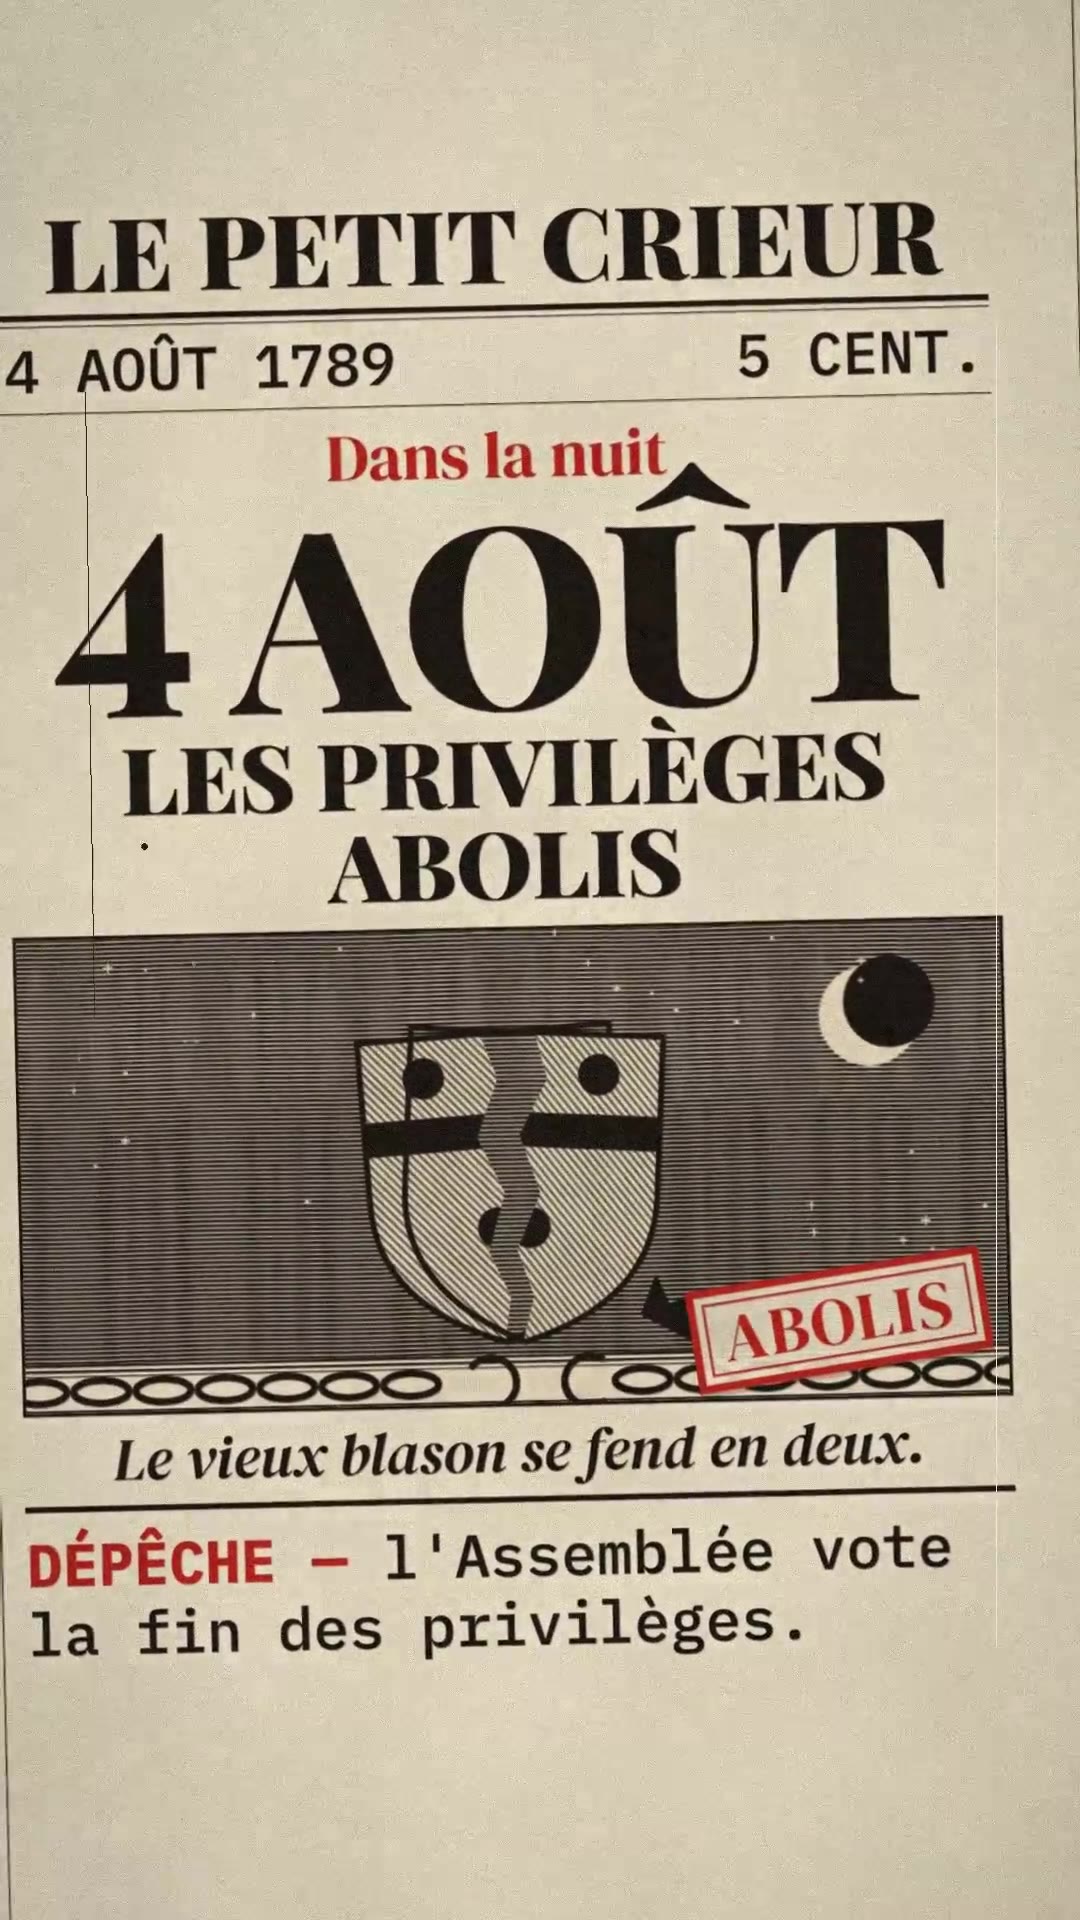 LE PETIT CRIEUR
4 AOÛT 1789 5 CENT.
Dans la nuit
4 AOÛT
LES PRIVILÈGES
ABOLIS
ABOLIS
Le vieux blason se fend en deux.
DÉPÊCHE — l'Assemblée vote
la fin des privilèges.